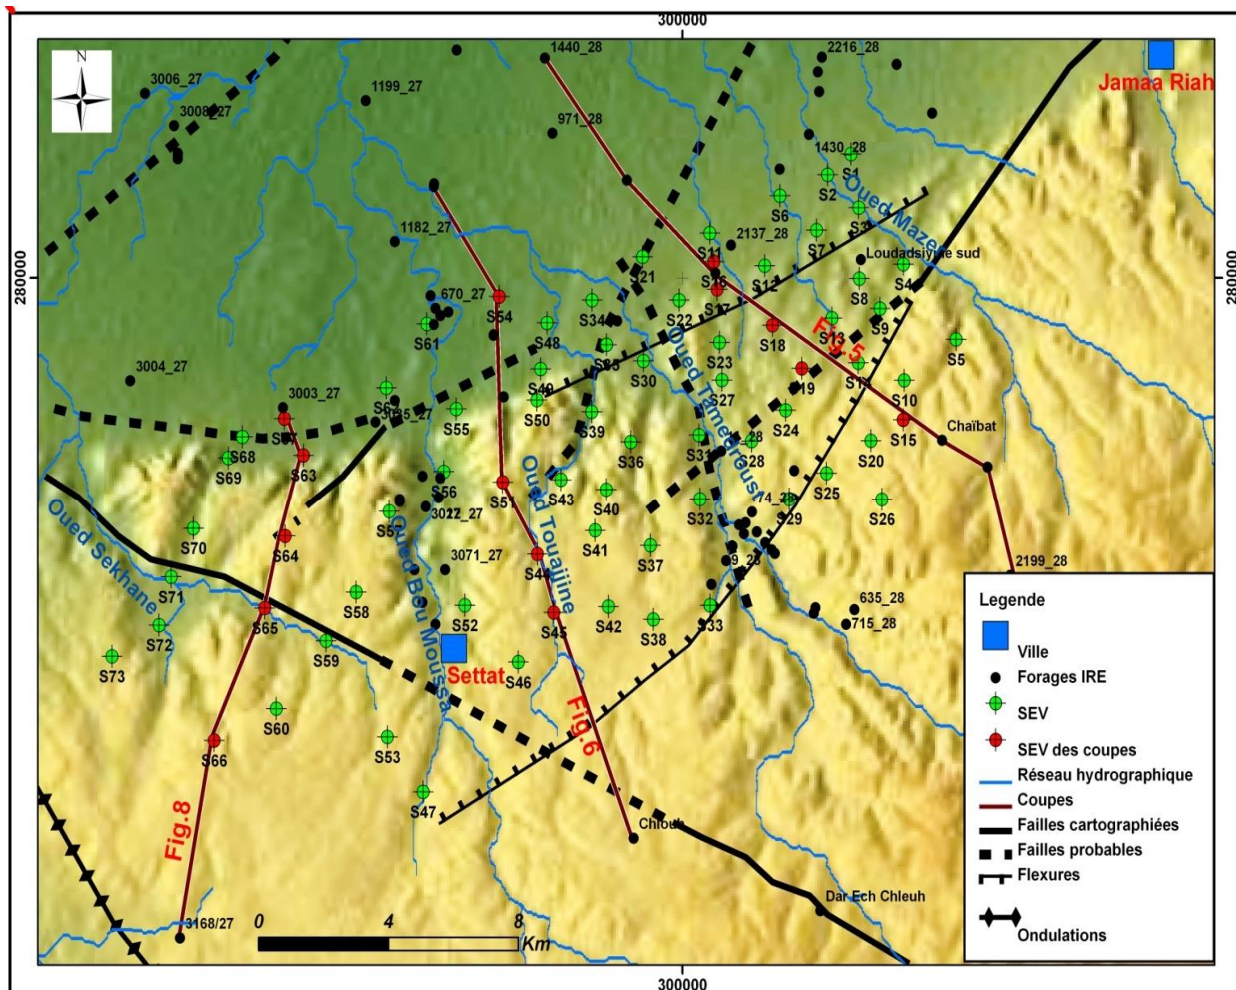 300000
N
1440_28
2216_28
Jamaa Riah
3006_27
1199_27
3008_27
971_28
1430_28
S1
S2
Oued Mazer
S6
S3
1182_27
S7
S11
2137_28
Loudadsiyine sud
S21
S12
S4
280000
280000
S16
S8
670_27
S54
S34
S22
S17
S9
S61
S48
S18
S13
Fig.5
S5
S23
S30
Oued Tamedroust
3004_27
S49
S19
S10
S27
3003_27
S50
S55
S39
S24
S15
Chaïbat
S68
S36
S31
S28
S20
S69
S63
S56
S51
S43
S40
S25
S32
S29
S26
74_28
Oued Sekhane
S70
S64
Oued Bou Moussa
Oued Touajjine
S41
S37
3071_27
S44
2199_28
S71
S58
S65
S52
S45
S42
S38
S33
635_28
715_28
S72
S59
S73
Settat
S46
S60
S66
S53
Fig.6
S47
Fig.8
Dar Ech Chleuh
3168/27
0
4
8
Km
300000
Legende
Ville
Forages IRE
SEV
SEV des coupes
Réseau hydrographique
Coupes
Failles cartographiées
Failles probables
Flexures
Ondulations